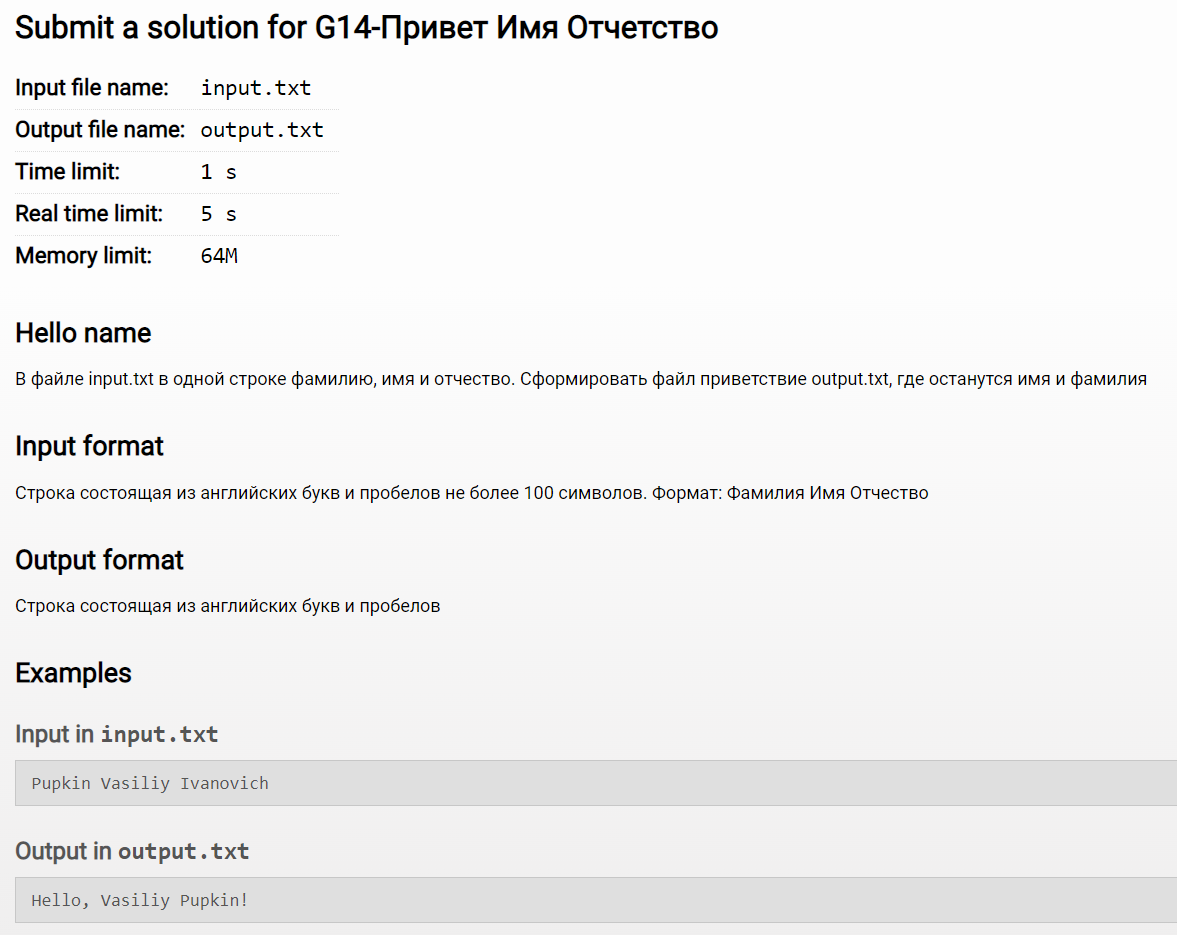 Submit a solution for G14-Привет Имя Отчетство
Input file name: input.txt
Output file name: output.txt
Time limit: 1 s
Real time limit: 5 s
Memory limit: 64M
Hello name
В файле input.txt в одной строке фамилию, имя и отчество. Сформировать файл приветствие output.txt, где останутся имя и фамилия
Input format
Строка состоящая из английских букв и пробелов не более 100 символов. Формат: Фамилия Имя Отчество
Output format
Строка состоящая из английских букв и пробелов
Examples
Input in input.txt
Pupkin Vasiliy Ivanovich
Output in output.txt
Hello, Vasiliy Pupkin!